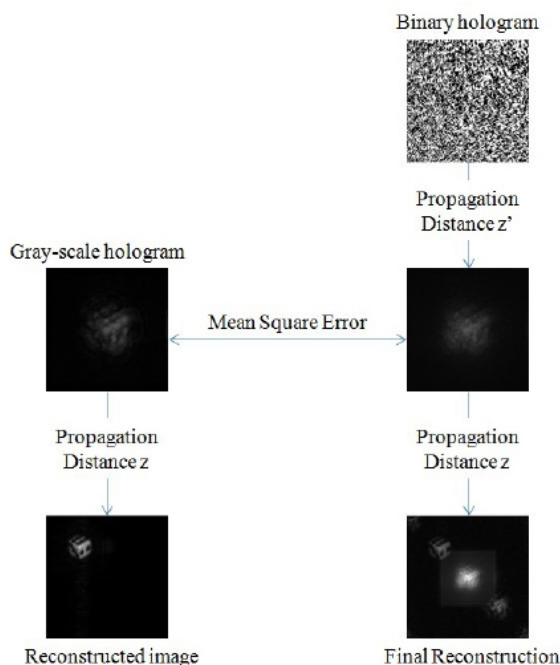 Binary hologram
Propagation
Distance z'
Gray-scale hologram
Mean Square Error
Propagation
Distance z
Propagation
Distance z
Reconstructed image
Final Reconstruction